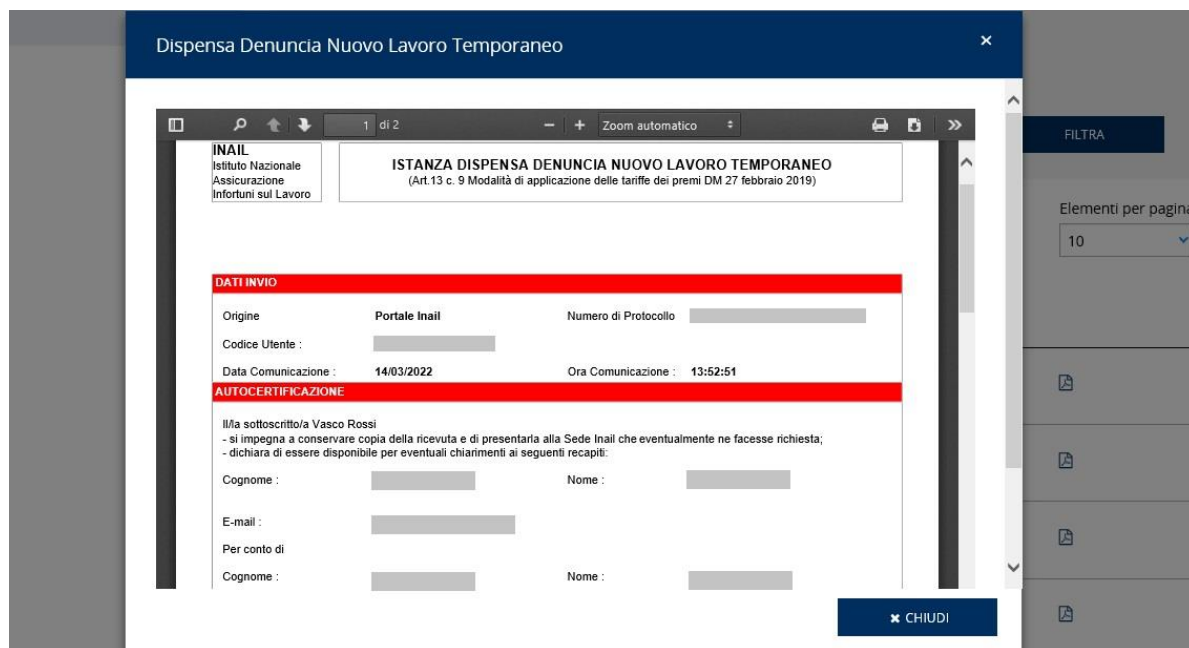 Dispensa Denuncia Nuovo Lavoro Temporaneo
1 di 2
Zoom automatico
FILTRA
INAIL
Istituto Nazionale
Assicurazione
Infortuni sul Lavoro
ISTANZA DISPENSA DENUNCIA NUOVO LAVORO TEMPORANEO
(Art.13 c. 9 Modalità di applicazione delle tariffe dei premi DM 27 febbraio 2019)
Elementi per pagina
10
DATI INVIO
Origine Portale Inail Numero di Protocollo
Codice Utente :
Data Comunicazione : 14/03/2022 Ora Comunicazione : 13:52:51
AUTOCERTIFICAZIONE
Il/la sottoscritto/a Vasco Rossi
- si impegna a conservare copia della ricevuta e di presentarla alla Sede Inail che eventualmente ne facesse richiesta;
- dichiara di essere disponibile per eventuali chiarimenti ai seguenti recapiti:
Cognome : Nome :
E-mail :
Per conto di
Cognome : Nome :
CHIUDI